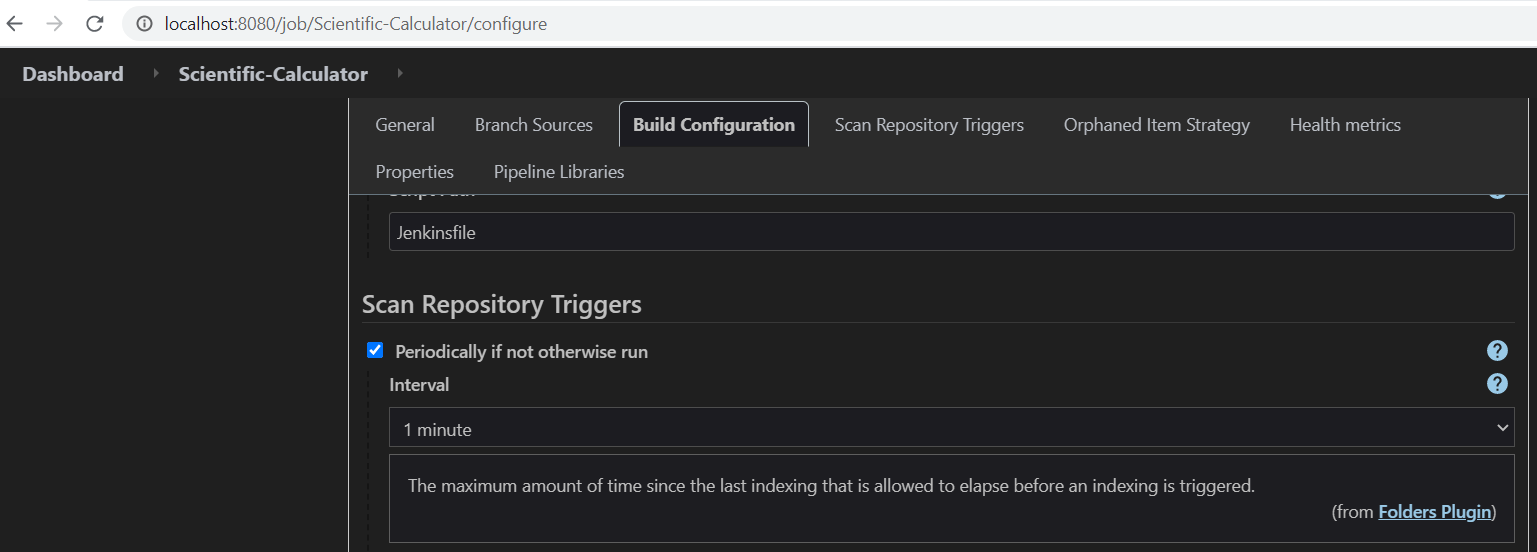 localhost:8080/job/Scientific-Calculator/configure
Dashboard Scientific-Calculator
General Branch Sources Build Configuration Scan Repository Triggers Orphaned Item Strategy Health metrics
Properties Pipeline Libraries
Jenkinsfile
Scan Repository Triggers
Periodically if not otherwise run
Interval
1 minute
The maximum amount of time since the last indexing that is allowed to elapse before an indexing is triggered.
(from Folders Plugin)